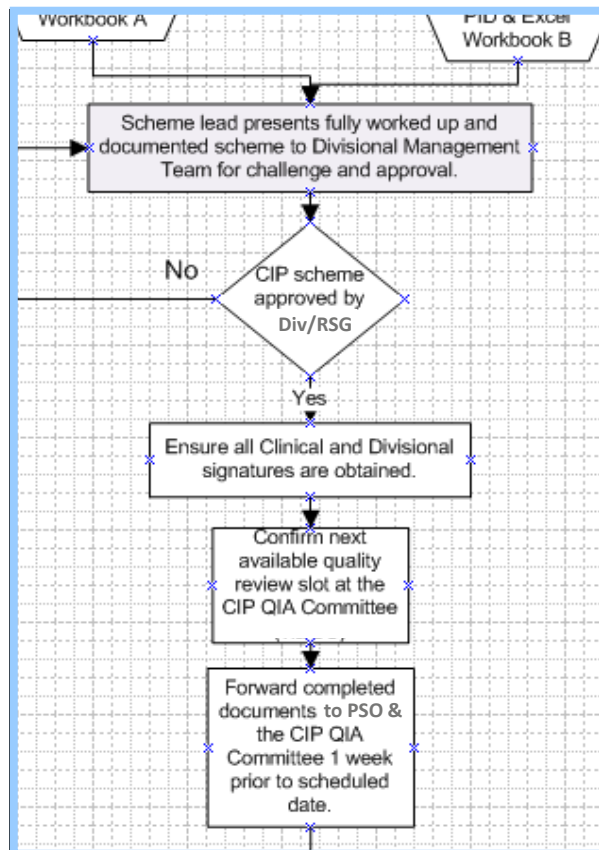 Workbook A
PID & Excel
Workbook B
Scheme lead presents fully worked up and
documented scheme to Divisional Management
Team for challenge and approval.
No
CIP scheme
approved by
Div/RSG
Yes
Ensure all Clinical and Divisional
signatures are obtained.
Confirm next
available quality
review slot at the
CIP QIA Committee
Forward completed
documents to PSO &
the CIP QIA
Committee 1 week
prior to scheduled
date.